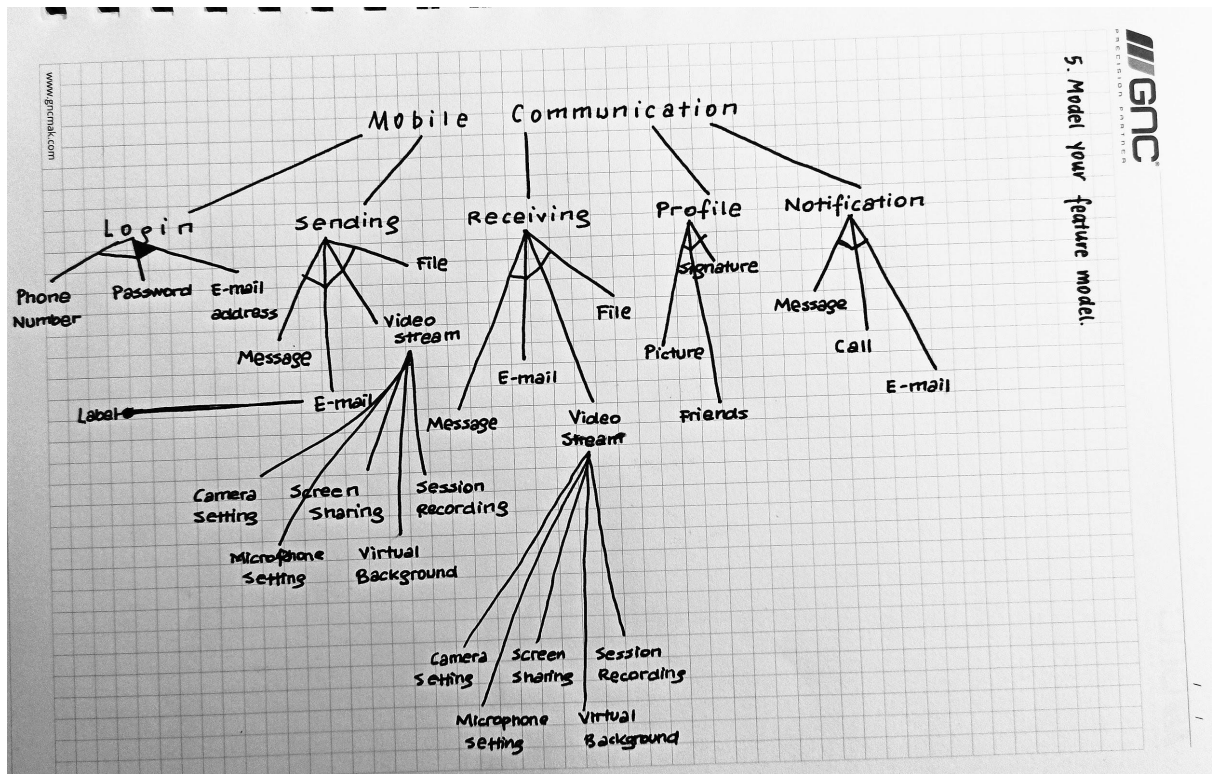 GNC
PRECISION PARTNER
www.gncmak.com
5. Model your feature model.
Mobile Communication
Login
Sending
Receiving
Profile
Notification
Phone
Number
Password
E-mail
address
Message
E-mail
Video
stream
File
Label
Camera
Setting
Microphone
Setting
Screen
Sharing
Virtual
Background
Session
Recording
Message
E-mail
Video
Stream
File
Camera
Setting
Microphone
Setting
Screen
Sharing
Virtual
Background
Session
Recording
Picture
Signature
Friends
Message
Call
E-mail